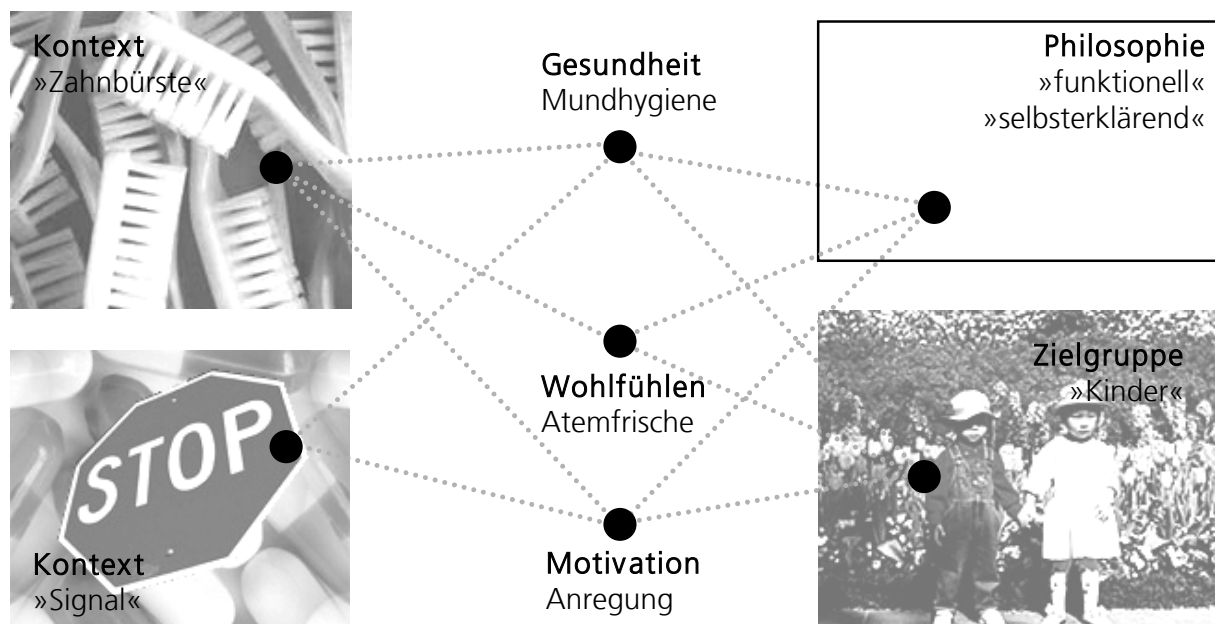 Kontext
»Zahnbürste«
Gesundheit
Mundhygiene
Philosophie
»funktionell«
»selbsterklärend«
Wohlfühlen
Atemfrische
Zielgruppe
»Kinder«
STOP
Kontext
»Signal«
Motivation
Anregung